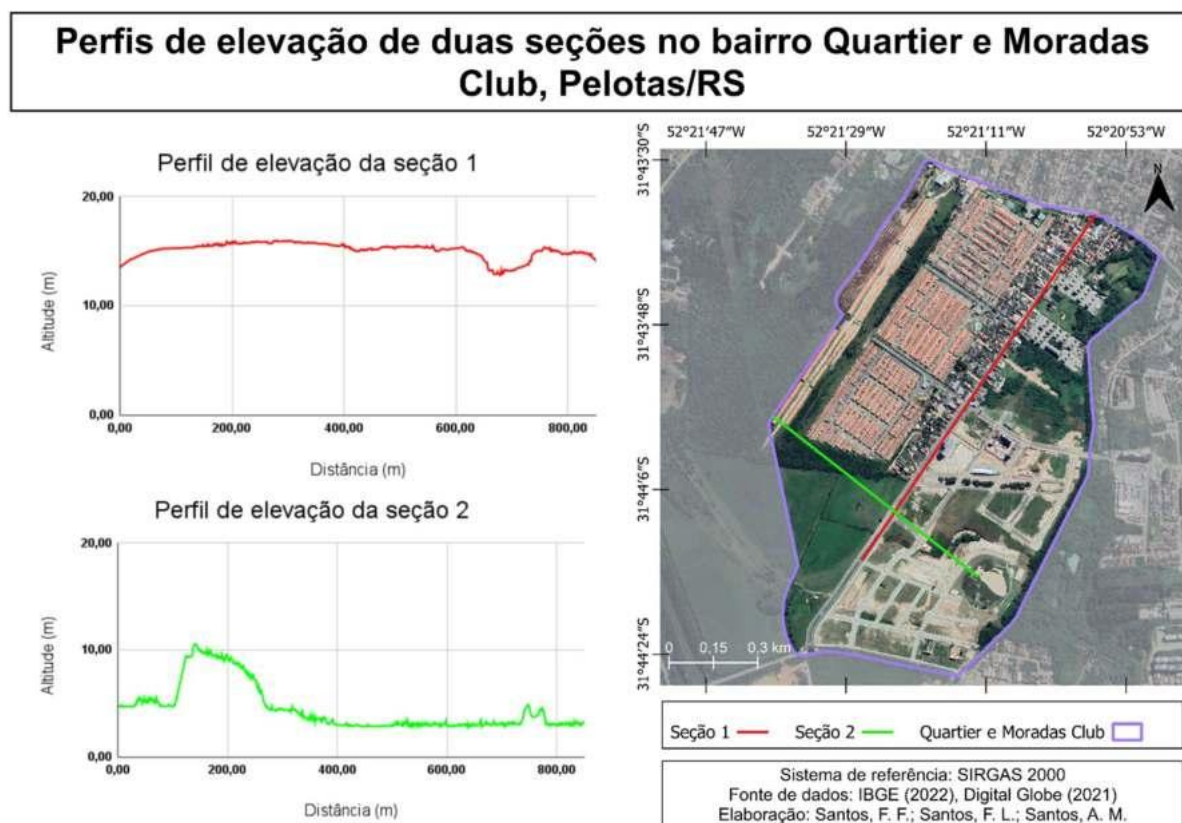 Perfis de elevação de duas seções no bairro Quartier e Moradas
Club, Pelotas/RS
Perfil de elevação da seção 1
Altitude (m)
20,00
10,00
0,00
0,00 200,00 400,00 600,00 800,00
Distância (m)
Perfil de elevação da seção 2
Altitude (m)
20,00
10,00
0,00
0,00 200,00 400,00 600,00 800,00
Distância (m)
52°21'47"W 52°21'29"W 52°21'11"W 52°20'53"W
31°43'30"S
31°43'48"S
31°44'6"S
31°44'24"S
N
0 0,15 0,3 km
Seção 1 Seção 2 Quartier e Moradas Club
Sistema de referência: SIRGAS 2000
Fonte de dados: IBGE (2022), Digital Globe (2021)
Elaboração: Santos, F. F.; Santos, F. L.; Santos, A. M.